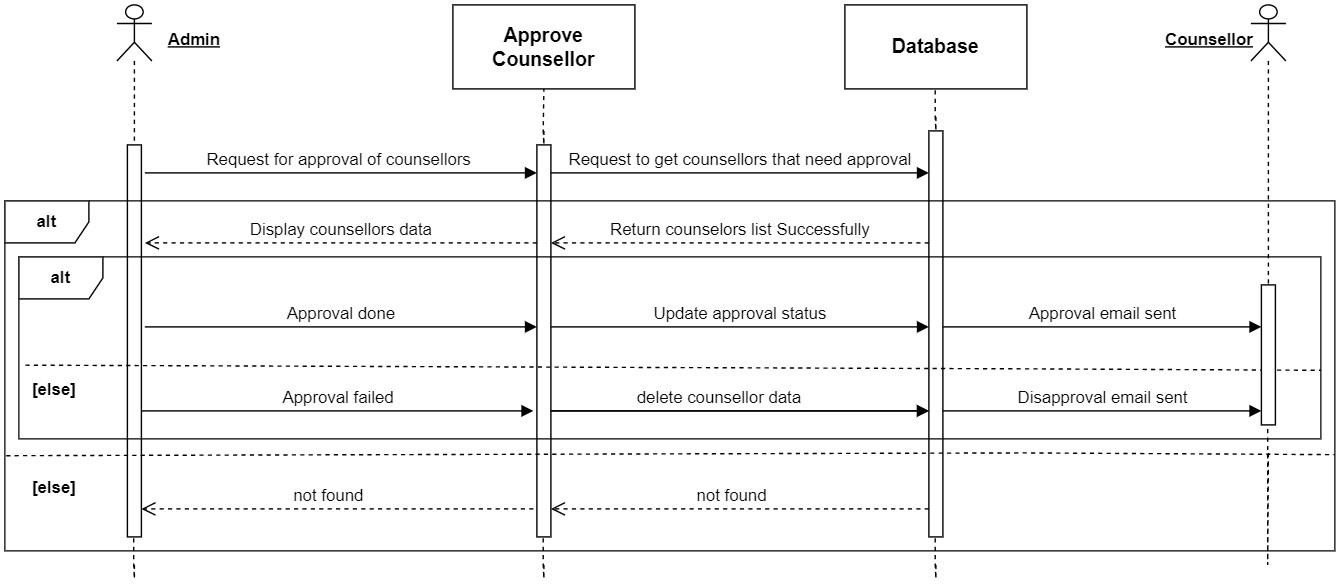 Admin
Approve
Counsellor
Database
Counsellor
Request for approval of counsellors
Request to get counsellors that need approval
alt
Display counsellors data
Return counselors list Successfully
alt
Approval done
Update approval status
Approval email sent
[else]
Approval failed
delete counsellor data
Disapproval email sent
[else]
not found
not found